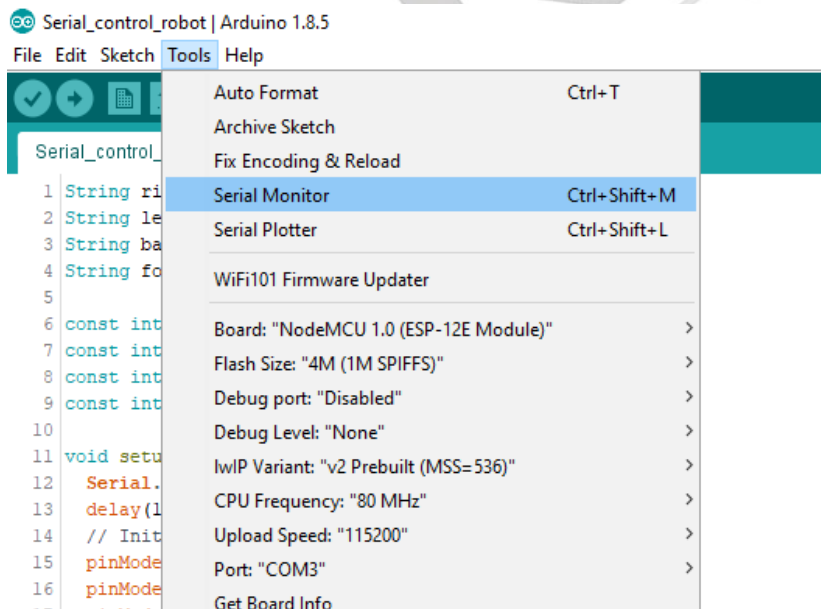 Serial_control_robot | Arduino 1.8.5
File Edit Sketch Tools Help
Serial_control_
Auto Format Ctrl+T
Archive Sketch
Fix Encoding & Reload
Serial Monitor Ctrl+Shift+M
Serial Plotter Ctrl+Shift+L
WiFi101 Firmware Updater
Board: "NodeMCU 1.0 (ESP-12E Module)"
Flash Size: "4M (1M SPIFFS)"
Debug port: "Disabled"
Debug Level: "None"
lwIP Variant: "v2 Prebuilt (MSS=536)"
CPU Frequency: "80 MHz"
Upload Speed: "115200"
Port: "COM3"
Get Board Info
1 String ri
2 String le
3 String ba
4 String fo
5
6 const int
7 const int
8 const int
9 const int
10
11 void setu
12 Serial.
13 delay(1
14 // Init
15 pinMode
16 pinMode